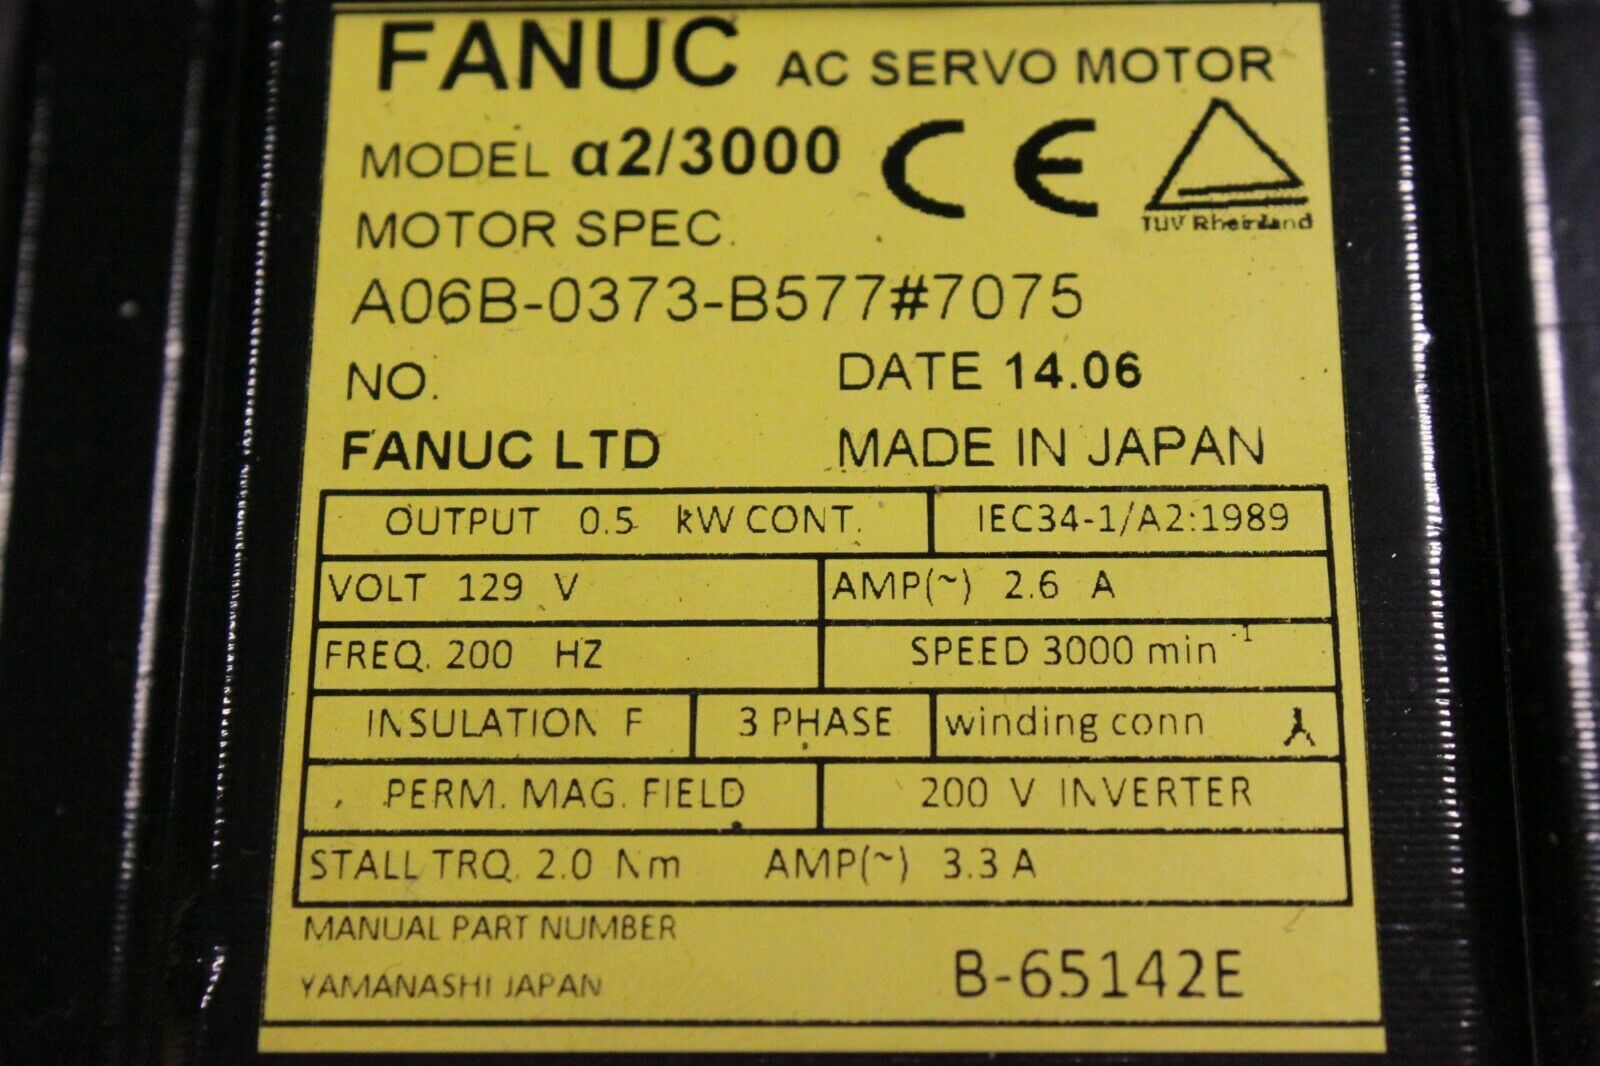 FANUC AC SERVO MOTOR
MODEL α2/3000 CE
TUV Rheinland
MOTOR SPEC.
A06B-0373-B577#7075
NO. DATE 14.06
FANUC LTD MADE IN JAPAN
OUTPUT 0.5 kW CONT. IEC34-1/A2:1989
VOLT 129 V AMP(~) 2.6 A
FREQ. 200 HZ SPEED 3000 min⁻¹
INSULATION F 3 PHASE winding conn
PERM. MAG. FIELD 200 V INVERTER
STALL TRQ. 2.0 Nm AMP(~) 3.3 A
MANUAL PART NUMBER
YAMANASHI JAPAN B-65142E